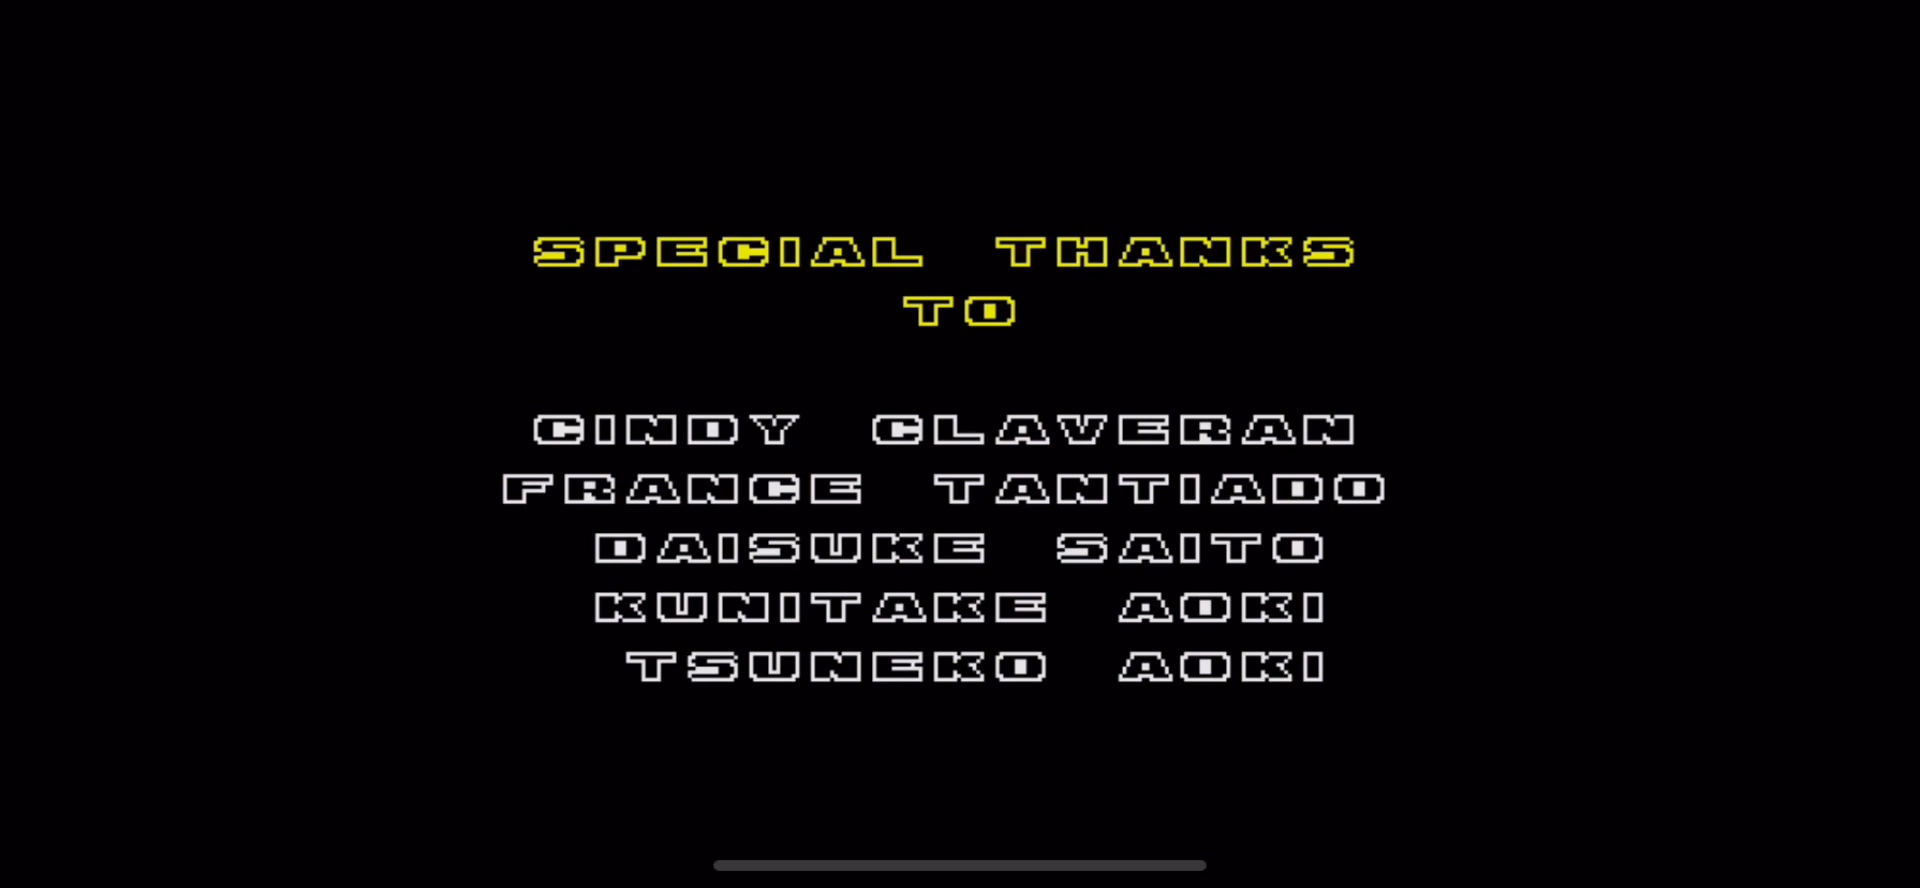 SPECIAL THANKS
TO
CINDY CLAVERAN
FRANCE TANTIADO
DAISUKE SAITO
KUNITAKE AOKI
TSUNEKO AOKI